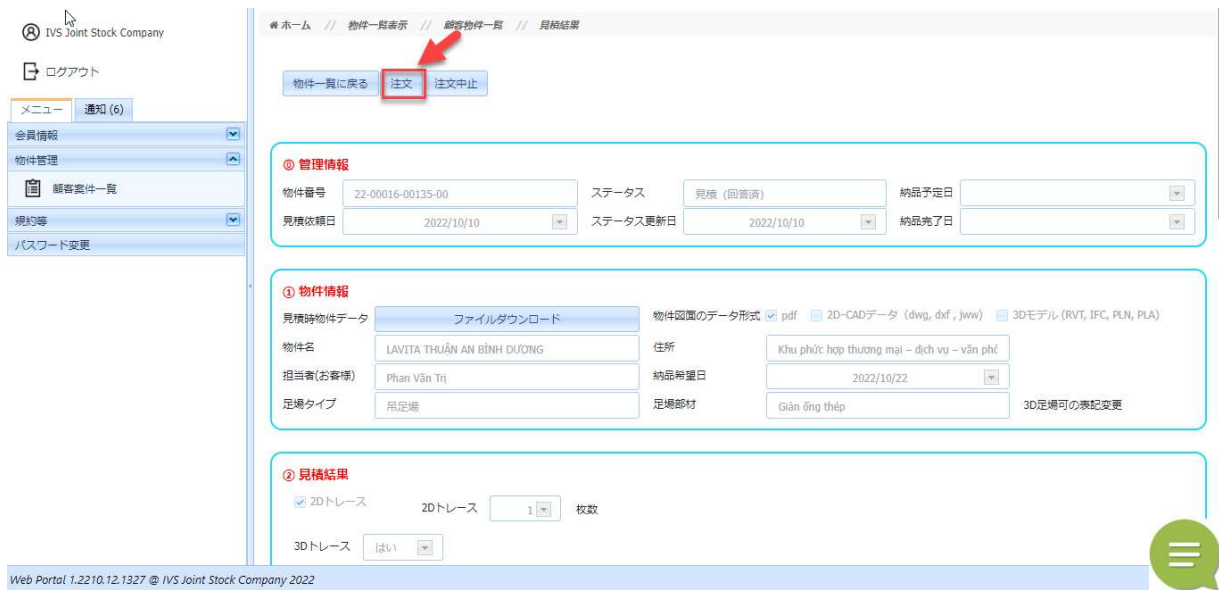 IVS Joint Stock Company
ログアウト
メニュー 通知 (6)
会員情報
物件管理
顧客案件一覧
規約等
パスワード変更
ホーム // 物件一覧表示 // 顧客物件一覧 // 見積結果
物件一覧に戻る 注文 注文中止
⓪ 管理情報
物件番号 22-00016-00135-00 ステータス 見積（回答済） 納品予定日
見積依頼日 2022/10/10 ステータス更新日 2022/10/10 納品完了日
① 物件情報
見積時物件データ ファイルダウンロード 物件図面のデータ形式 pdf 2D-CADデータ（dwg, dxf , jww） 3Dモデル (RVT, IFC, PLN, PLA)
物件名 LAVITA THUẬN AN BÌNH DƯƠNG 住所 Khu phức hợp thương mại – dịch vụ – văn phò
担当者(お客様) Phan Văn Trị 納品希望日 2022/10/22
足場タイプ 吊足場 足場部材 Giàn ống thép 3D足場可の表記変更
② 見積結果
2Dトレース 2Dトレース 1 枚数
3Dトレース はい
Web Portal 1.2210.12.1327 @ IVS Joint Stock Company 2022